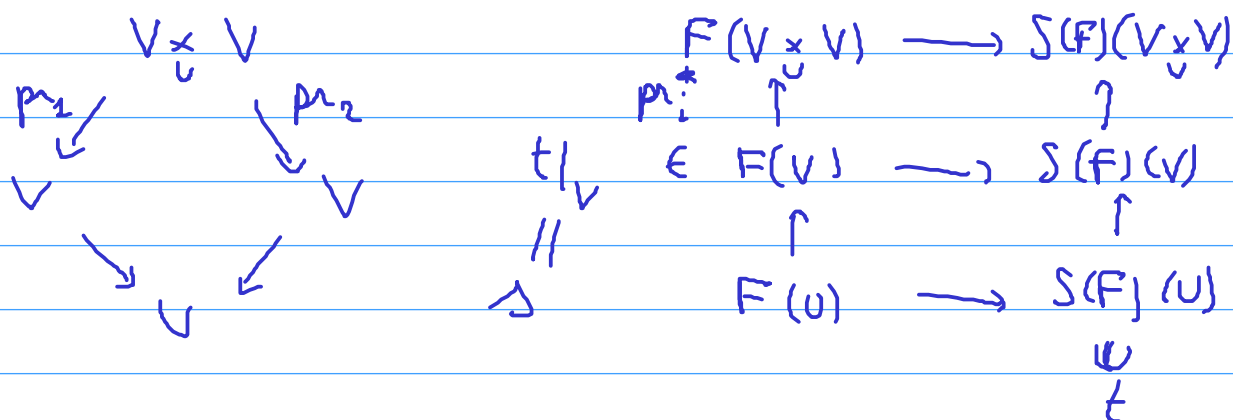 V ×_U V F(V ×_U V) ⟶ S(F)(V ×_U V)
pr_1 ↙ ↘ pr_2 pr_i^* ↑ ↑
V V t|_V ∈ F(V) ⟶ S(F)(V)
↘ ↙ ∥ ↑ ↑
U s F(U) ⟶ S(F)(U)
∈
t